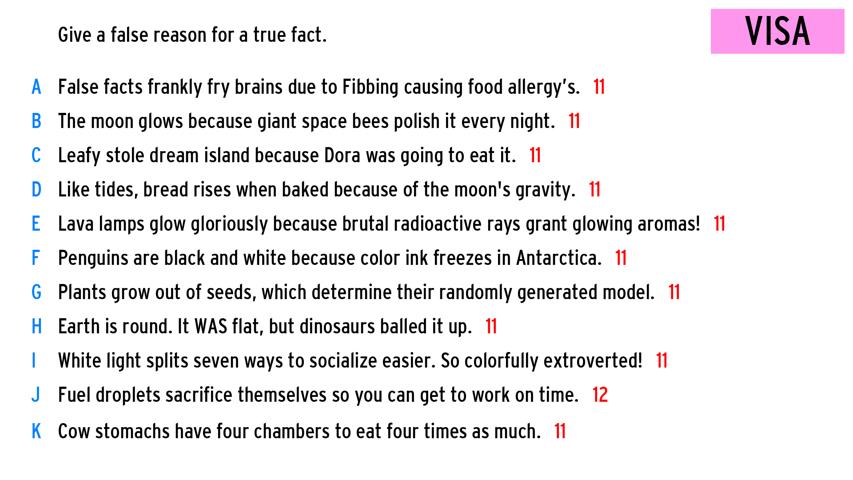 Give a false reason for a true fact.
VISA
A False facts frankly fry brains due to Fibbing causing food allergy's. 11
B The moon glows because giant space bees polish it every night. 11
C Leafy stole dream island because Dora was going to eat it. 11
D Like tides, bread rises when baked because of the moon's gravity. 11
E Lava lamps glow gloriously because brutal radioactive rays grant glowing aromas! 11
F Penguins are black and white because color ink freezes in Antarctica. 11
G Plants grow out of seeds, which determine their randomly generated model. 11
H Earth is round. It WAS flat, but dinosaurs balled it up. 11
I White light splits seven ways to socialize easier. So colorfully extroverted! 11
J Fuel droplets sacrifice themselves so you can get to work on time. 12
K Cow stomachs have four chambers to eat four times as much. 11